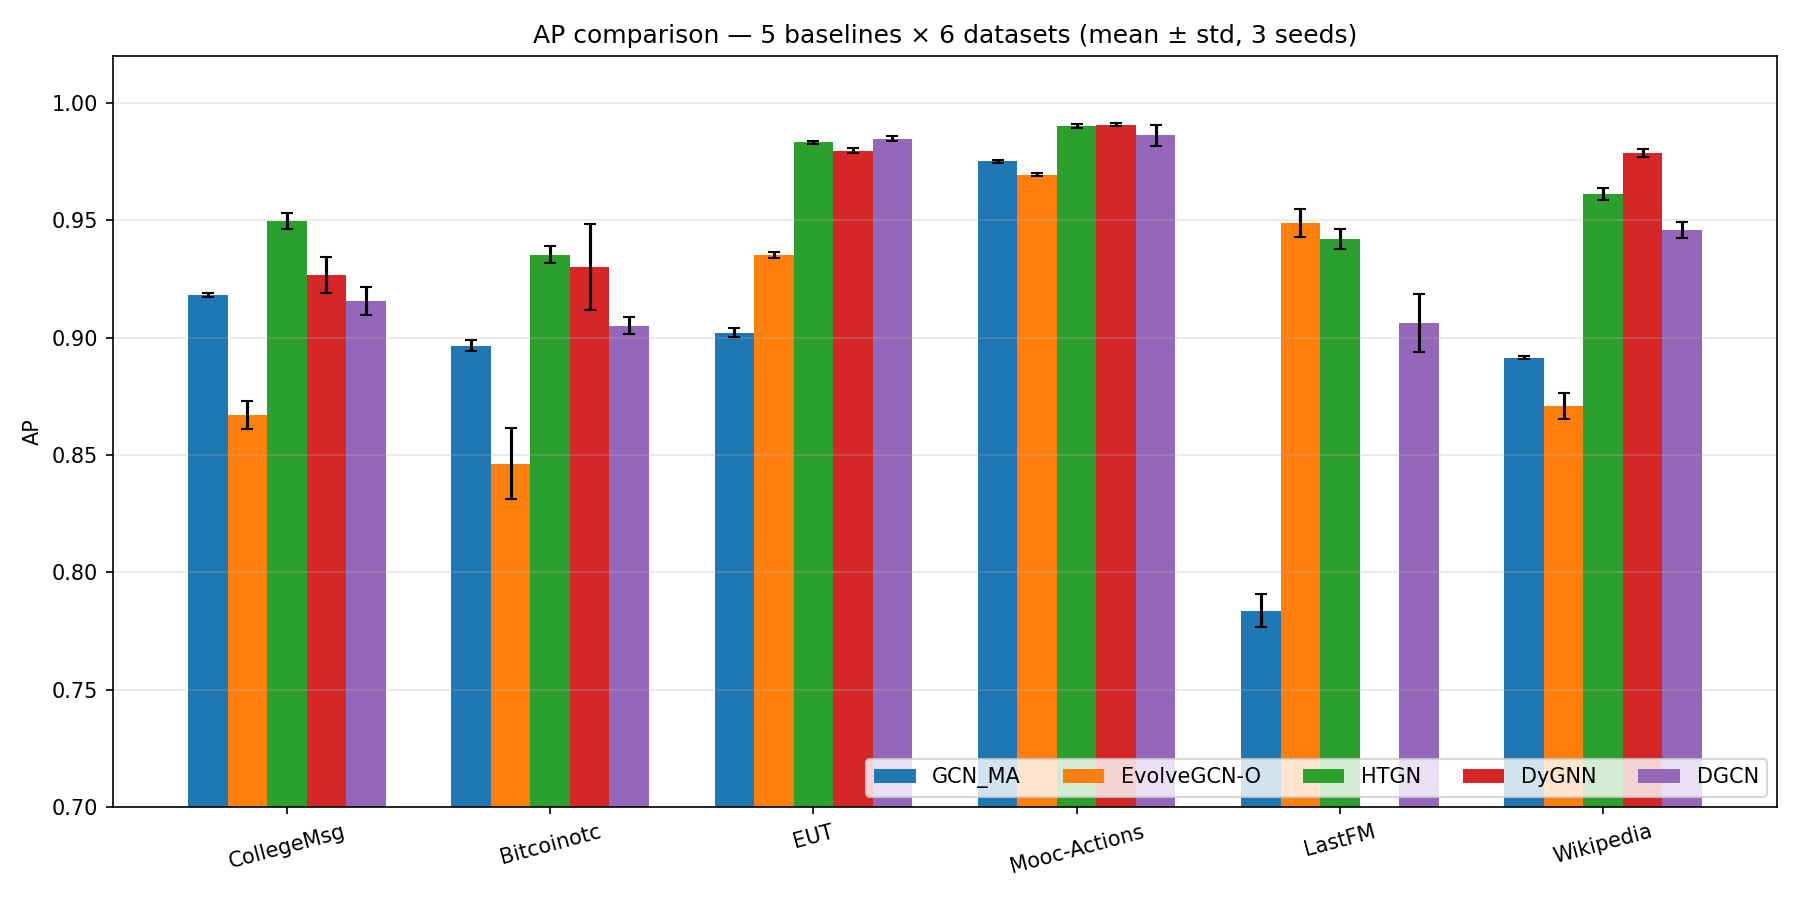 AP comparison — 5 baselines × 6 datasets (mean ± std, 3 seeds)
1.00
0.95
0.90
0.85
0.80
0.75
0.70
AP
GCN_MA EvolveGCN-O HTGN DyGNN DGCN
CollegeMsg Bitcoinotc EUT Mooc-Actions LastFM Wikipedia